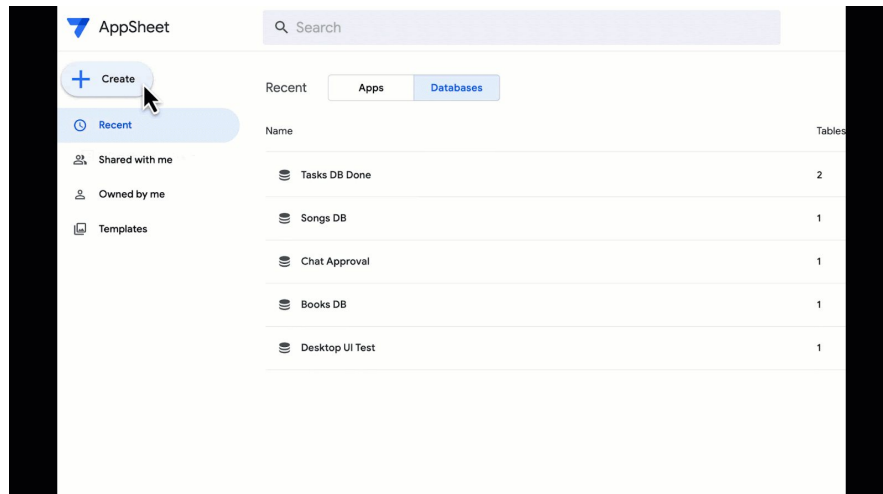 AppSheet
Search
Create
Recent
Shared with me
Owned by me
Templates
Recent Apps Databases
Name Tables
Tasks DB Done 2
Songs DB 1
Chat Approval 1
Books DB 1
Desktop UI Test 1